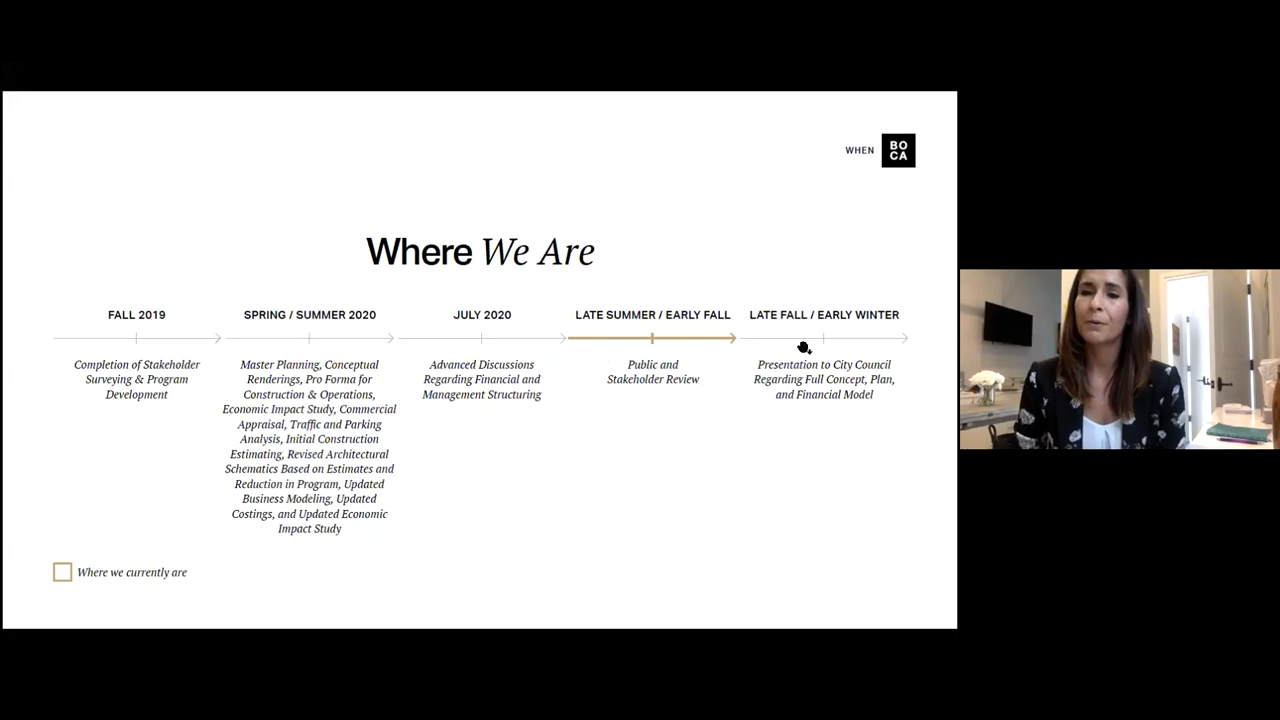 WHEN
BO
CA
Where We Are
FALL 2019
Completion of Stakeholder
Surveying & Program
Development
SPRING / SUMMER 2020
Master Planning, Conceptual
Renderings, Pro Forma for
Construction & Operations,
Economic Impact Study, Commercial
Appraisal, Traffic and Parking
Analysis, Initial Construction
Estimating, Revised Architectural
Schematics Based on Estimates and
Reduction in Program, Updated
Business Modeling, Updated
Costings, and Updated Economic
Impact Study
JULY 2020
Advanced Discussions
Regarding Financial and
Management Structuring
LATE SUMMER / EARLY FALL
Public and
Stakeholder Review
LATE FALL / EARLY WINTER
Presentation to City Council
Regarding Full Concept, Plan,
and Financial Model
Where we currently are